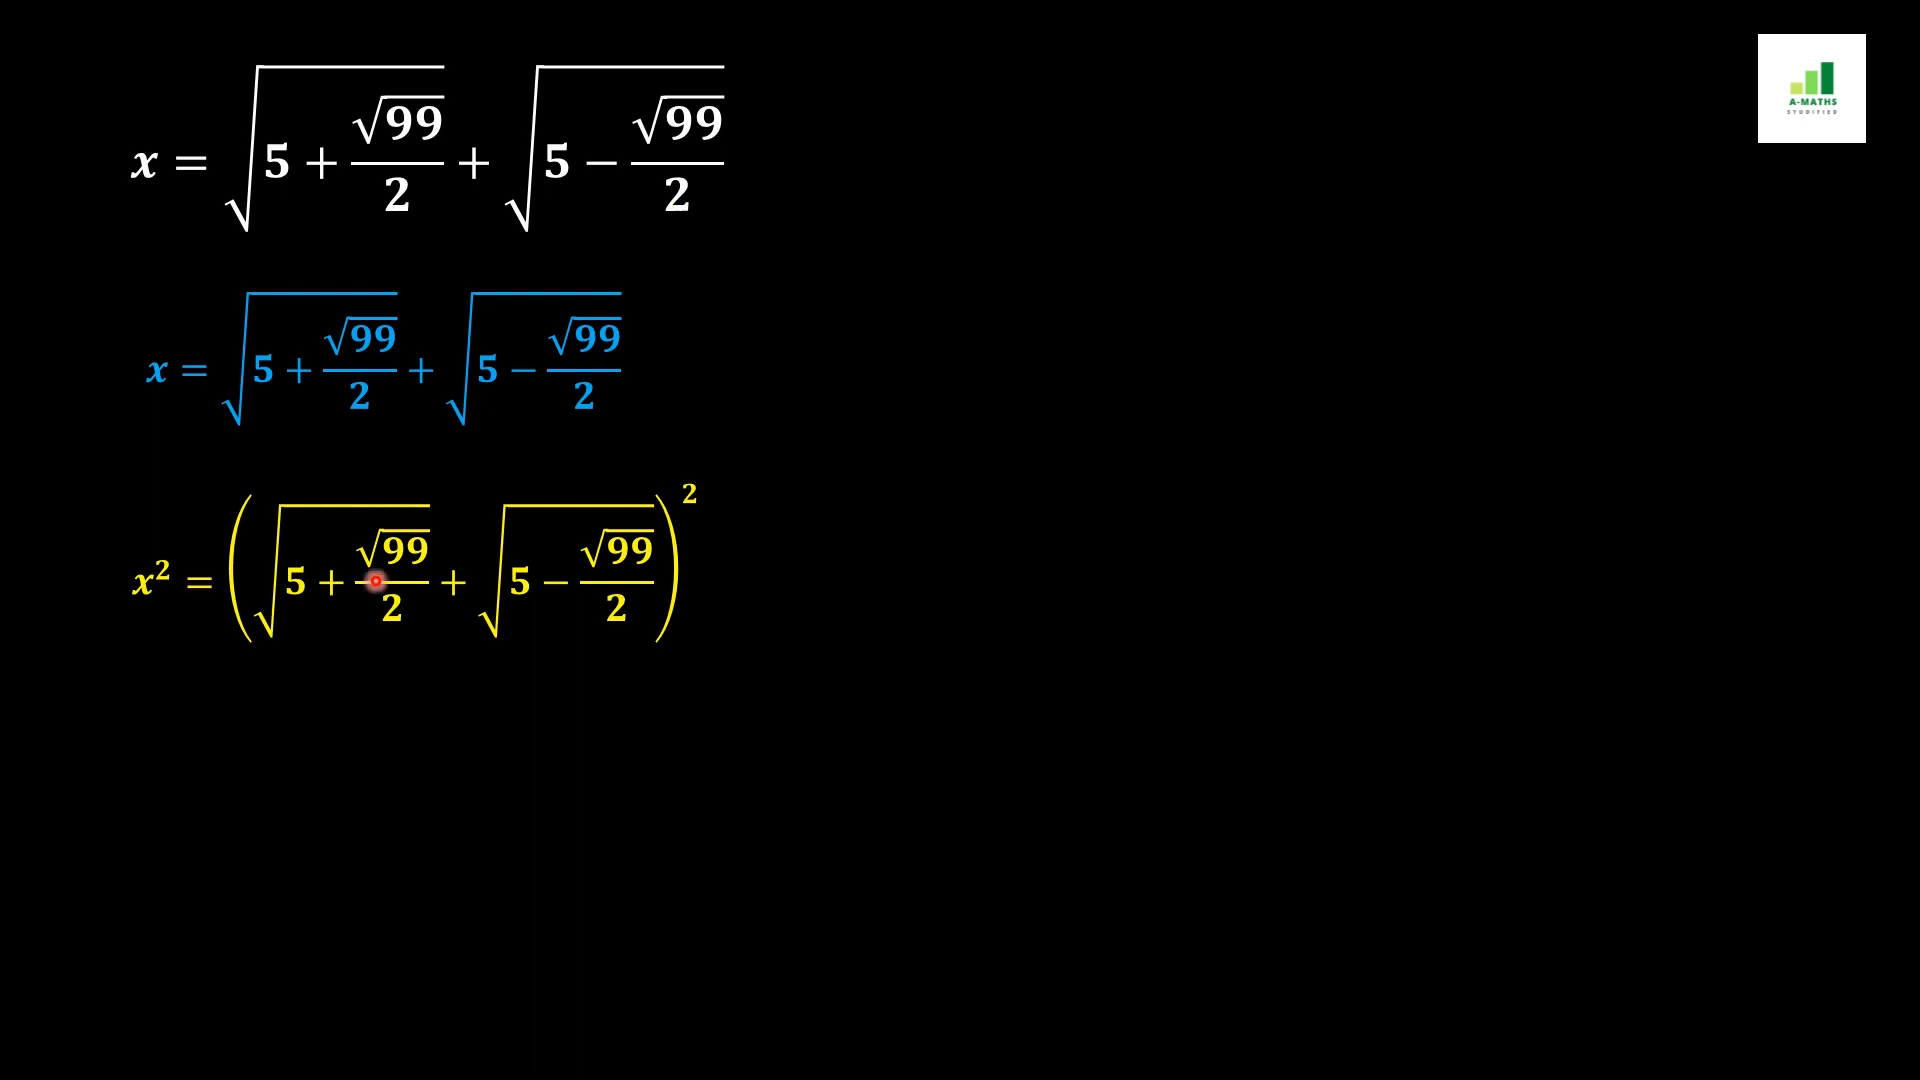 A-MATHS
STUDIFIED
x = √(5 + √99/2) + √(5 − √99/2)
x = √(5 + √99/2) + √(5 − √99/2)
x² = (√(5 + √99/2) + √(5 − √99/2))²